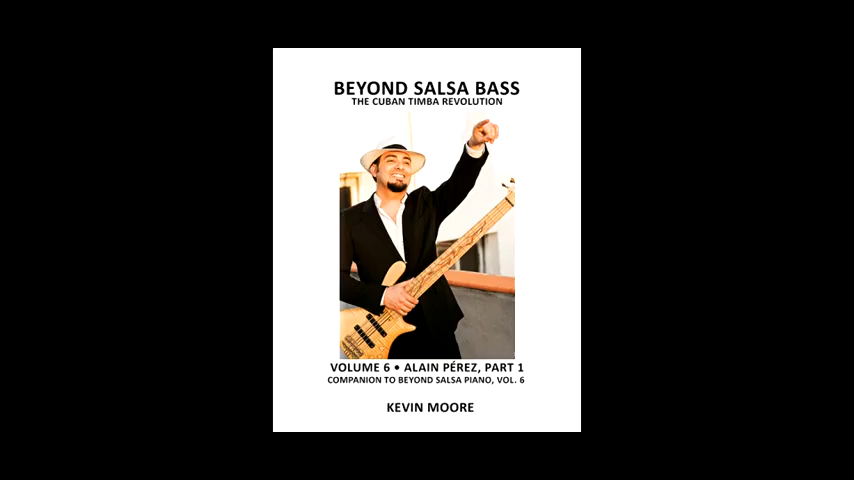 BEYOND SALSA BASS
THE CUBAN TIMBA REVOLUTION
VOLUME 6 • ALAIN PÉREZ, PART 1
COMPANION TO BEYOND SALSA PIANO, VOL. 6
KEVIN MOORE